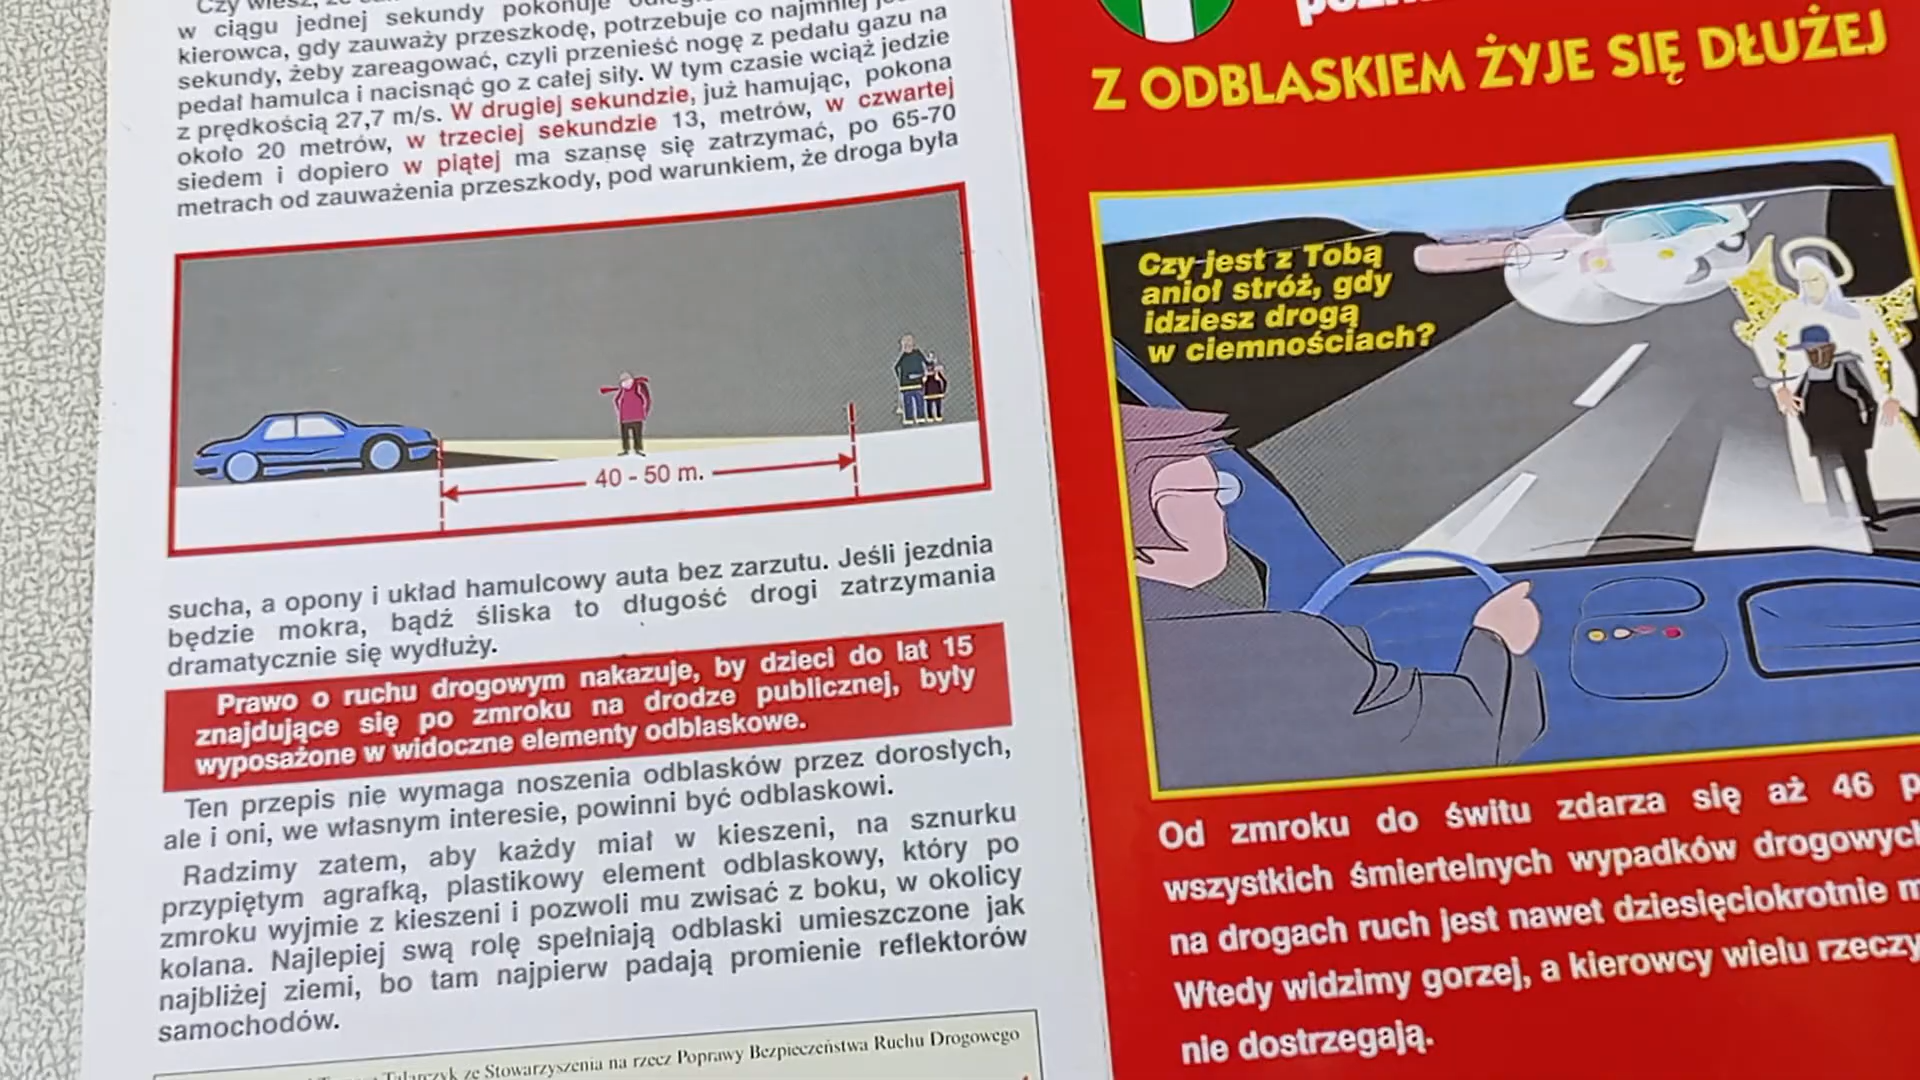 Czy wiesz, że
w ciągu jednej sekundy pokonuje
kierowca, gdy zauważy przeszkodę, potrzebuje co najmniej
sekundy, żeby zareagować, czyli przenieść nogę z pedału gazu na
pedał hamulca i nacisnąć go z całej siły. W tym czasie wciąż jedzie
z prędkością 27,7 m/s. W drugiej sekundzie, już hamując, pokona
około 20 metrów, w trzeciej sekundzie 13, metrów, w czwartej
siedem i dopiero w piątej ma szansę się zatrzymać, po 65-70
metrach od zauważenia przeszkody, pod warunkiem, że droga była
40 - 50 m.
sucha, a opony i układ hamulcowy auta bez zarzutu. Jeśli jezdnia
będzie mokra, bądź śliska to długość drogi zatrzymania
dramatycznie się wydłuży.
Prawo o ruchu drogowym nakazuje, by dzieci do lat 15
znajdujące się po zmroku na drodze publicznej, były
wyposażone w widoczne elementy odblaskowe.
Ten przepis nie wymaga noszenia odblasków przez dorosłych,
ale i oni, we własnym interesie, powinni być odblaskowi.
Radzimy zatem, aby każdy miał w kieszeni, na sznurku
przypiętym agrafką, plastikowy element odblaskowy, który po
zmroku wyjmie z kieszeni i pozwoli mu zwisać z boku, w okolicy
kolana. Najlepiej swą rolę spełniają odblaski umieszczone jak
najbliżej ziemi, bo tam najpierw padają promienie reflektorów
samochodów.
Talarczyk ze Stowarzyszenia na rzecz Poprawy Bezpieczeństwa Ruchu Drogowego
Z ODBLASKIEM ŻYJE SIĘ DŁUŻEJ
Czy jest z Tobą
anioł stróż, gdy
idziesz drogą
w ciemnościach?
Od zmroku do świtu zdarza się aż 46
wszystkich śmiertelnych wypadków drogowych
na drogach ruch jest nawet dziesięciokrotnie
Wtedy widzimy gorzej, a kierowcy wielu rzeczy
nie dostrzegają.